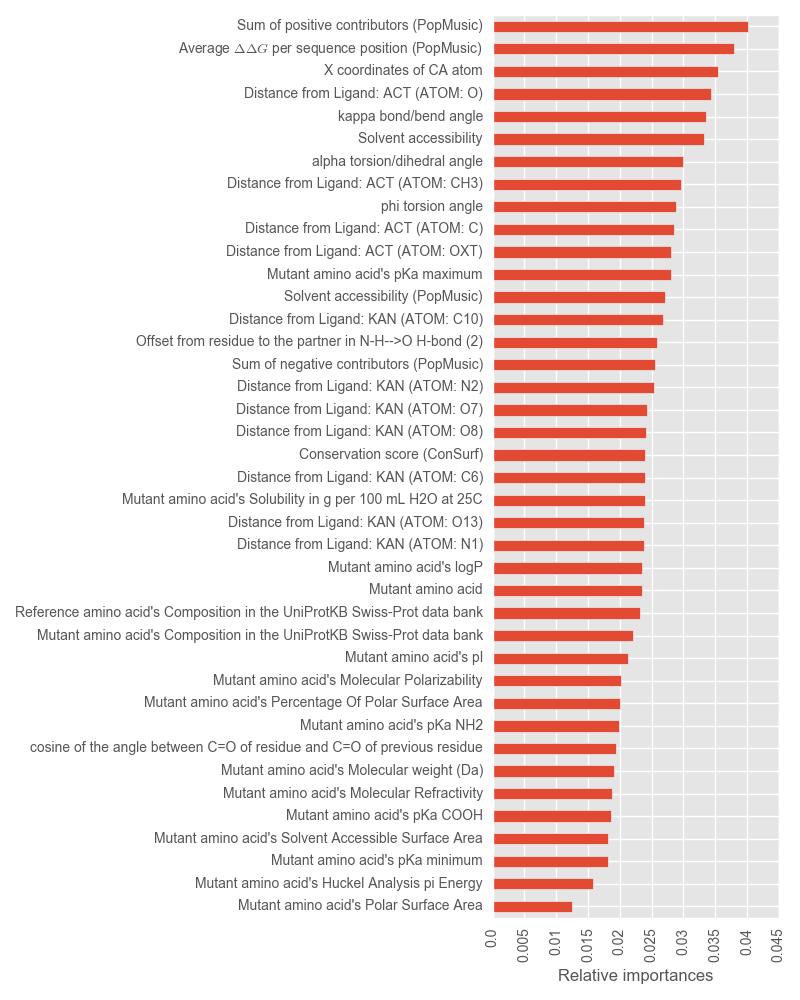 Sum of positive contributors (PopMusic)
Average ΔΔG per sequence position (PopMusic)
X coordinates of CA atom
Distance from Ligand: ACT (ATOM: O)
kappa bond/bend angle
Solvent accessibility
alpha torsion/dihedral angle
Distance from Ligand: ACT (ATOM: CH3)
phi torsion angle
Distance from Ligand: ACT (ATOM: C)
Distance from Ligand: ACT (ATOM: OXT)
Mutant amino acid's pKa maximum
Solvent accessibility (PopMusic)
Distance from Ligand: KAN (ATOM: C10)
Offset from residue to the partner in N-H-->O H-bond (2)
Sum of negative contributors (PopMusic)
Distance from Ligand: KAN (ATOM: N2)
Distance from Ligand: KAN (ATOM: O7)
Distance from Ligand: KAN (ATOM: O8)
Conservation score (ConSurf)
Distance from Ligand: KAN (ATOM: C6)
Mutant amino acid's Solubility in g per 100 mL H2O at 25C
Distance from Ligand: KAN (ATOM: O13)
Distance from Ligand: KAN (ATOM: N1)
Mutant amino acid's logP
Mutant amino acid
Reference amino acid's Composition in the UniProtKB Swiss-Prot data bank
Mutant amino acid's Composition in the UniProtKB Swiss-Prot data bank
Mutant amino acid's pI
Mutant amino acid's Molecular Polarizability
Mutant amino acid's Percentage Of Polar Surface Area
Mutant amino acid's pKa NH2
cosine of the angle between C=O of residue and C=O of previous residue
Mutant amino acid's Molecular weight (Da)
Mutant amino acid's Molecular Refractivity
Mutant amino acid's pKa COOH
Mutant amino acid's Solvent Accessible Surface Area
Mutant amino acid's pKa minimum
Mutant amino acid's Huckel Analysis pi Energy
Mutant amino acid's Polar Surface Area
0.0 0.005 0.01 0.015 0.02 0.025 0.03 0.035 0.04 0.045
Relative importances